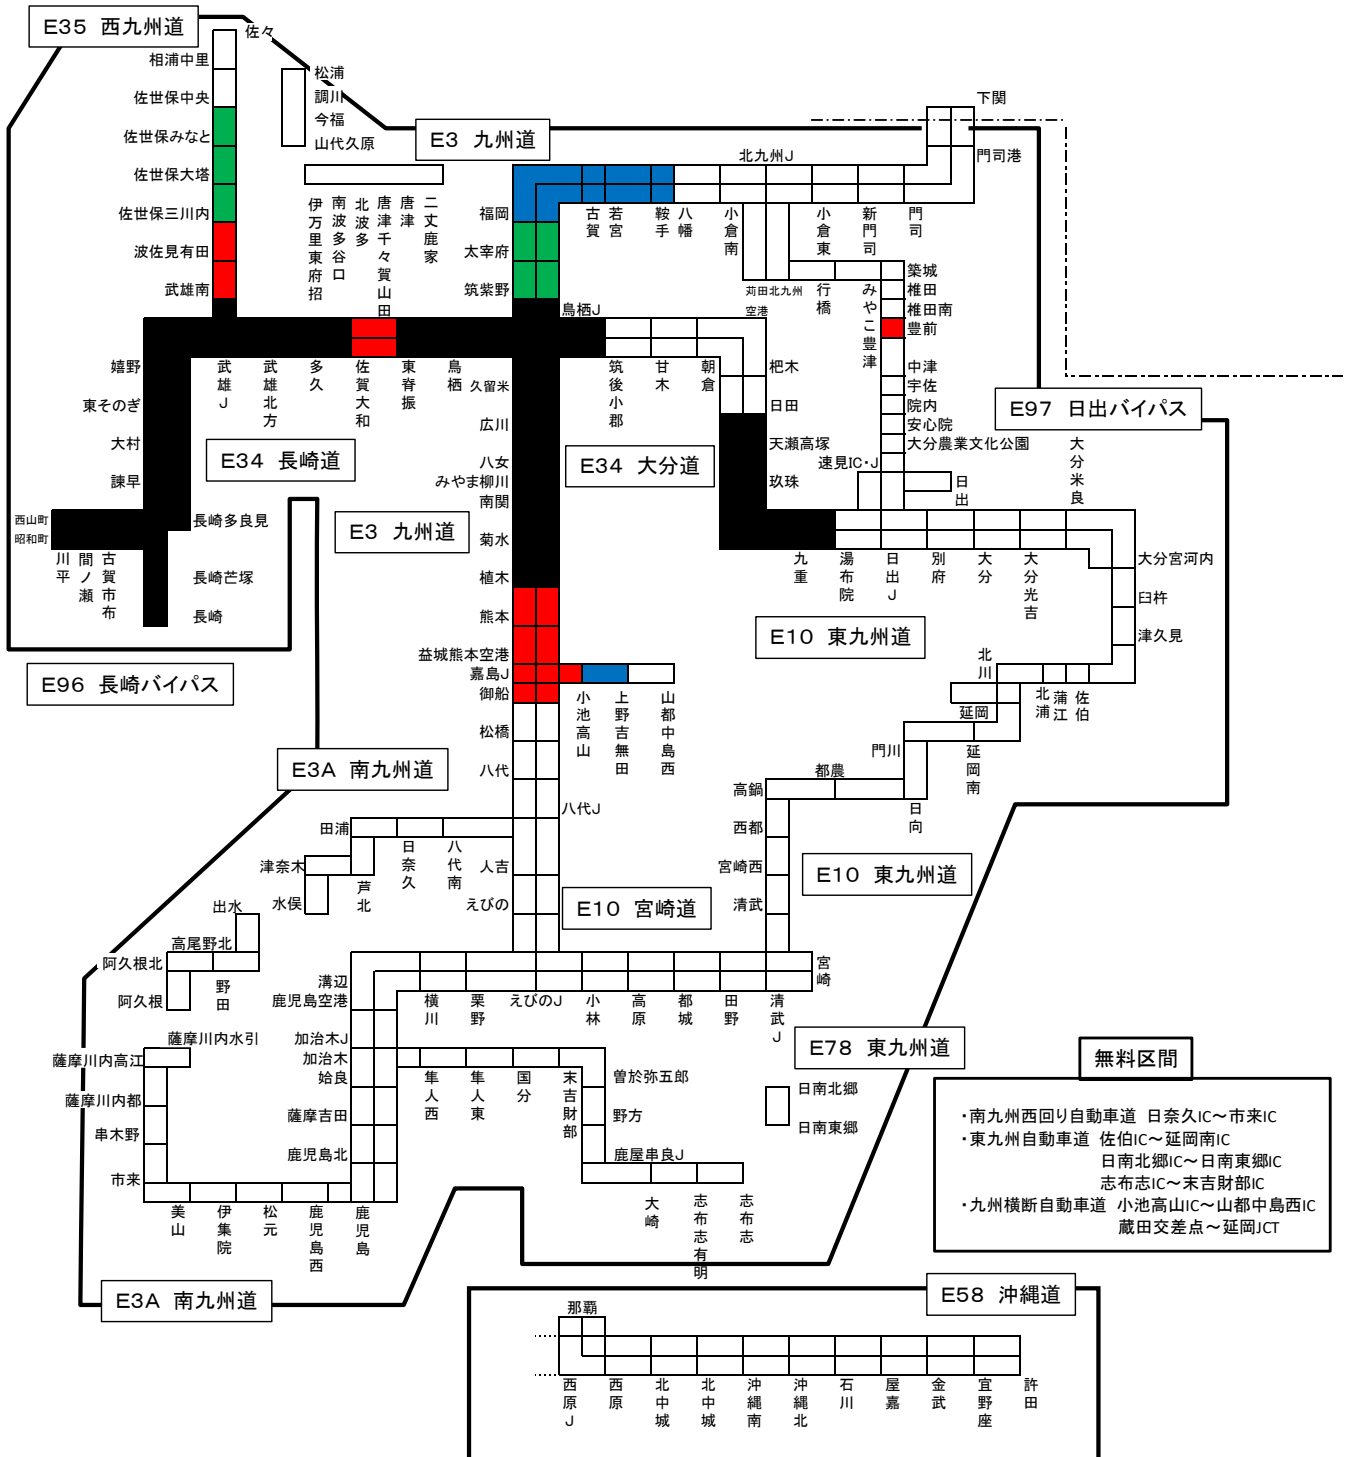 E35 西九州道
佐々
相浦中里
佐世保中央
佐世保みなと
佐世保大塔
佐世保三川内
波佐見有田
武雄南
松浦
調川
今福
山代久原
伊万里東府招
南波多谷口
北波多
唐津千々賀山田
唐津
二丈鹿家
E3 九州道
下関
門司港
北九州J
福岡
太宰府
筑紫野
古賀
若宮
鞍手
八幡
小倉南
小倉東
新門司
門司
苅田北九州
空港
行橋
みやこ豊津
築城
椎田
椎田南
豊前
中津
宇佐
院内
安心院
大分農業文化公園
速見IC・J
日出
E97 日出バイパス
鳥栖J
嬉野
東そのぎ
大村
諫早
武雄J
武雄北方
多久
佐賀大和
東脊振
鳥栖
久留米
広川
八女
みやま柳川
南関
菊水
植木
熊本
益城熊本空港
嘉島J
御船
松橋
八代
筑後小郡
甘木
朝倉
杷木
日田
天瀬高塚
玖珠
E34 長崎道
E34 大分道
E3 九州道
西山町
昭和町
川平
間ノ瀬
古賀市布
長崎多良見
長崎芒塚
長崎
E96 長崎バイパス
九重
湯布院
日出J
別府
大分
大分光吉
大分米良
大分宮河内
臼杵
津久見
E10 東九州道
小池高山
上野吉無田
山都中島西
北川
延岡
北浦
蒲江
佐伯
門川
延岡南
日向
都農
高鍋
西都
宮崎西
清武
E10 東九州道
E3A 南九州道
八代J
田浦
津奈木
水俣
芦北
日奈久
八代南
人吉
えびの
E10 宮崎道
出水
高尾野北
阿久根北
阿久根
野田
溝辺
鹿児島空港
横川
栗野
えびのJ
小林
高原
都城
田野
清武J
宮崎
E78 東九州道
加治木J
加治木
姶良
薩摩吉田
鹿児島北
隼人西
隼人東
国分
末吉財部
曽於弥五郎
野方
鹿屋串良J
大崎
志布志有明
志布志
日南北郷
日南東郷
薩摩川内水引
薩摩川内高江
薩摩川内都
串木野
市来
美山
伊集院
松元
鹿児島西
鹿児島
E3A 南九州道
無料区間
・南九州西回り自動車道 日奈久IC～市来IC
・東九州自動車道 佐伯IC～延岡南IC
日南北郷IC～日南東郷IC
志布志IC～末吉財部IC
・九州横断自動車道 小池高山IC～山都中島西IC
蔵田交差点～延岡JCT
E58 沖縄道
那覇
西原J
西原
北中城
北中城
沖縄南
沖縄北
石川
屋嘉
金武
宜野座
許田